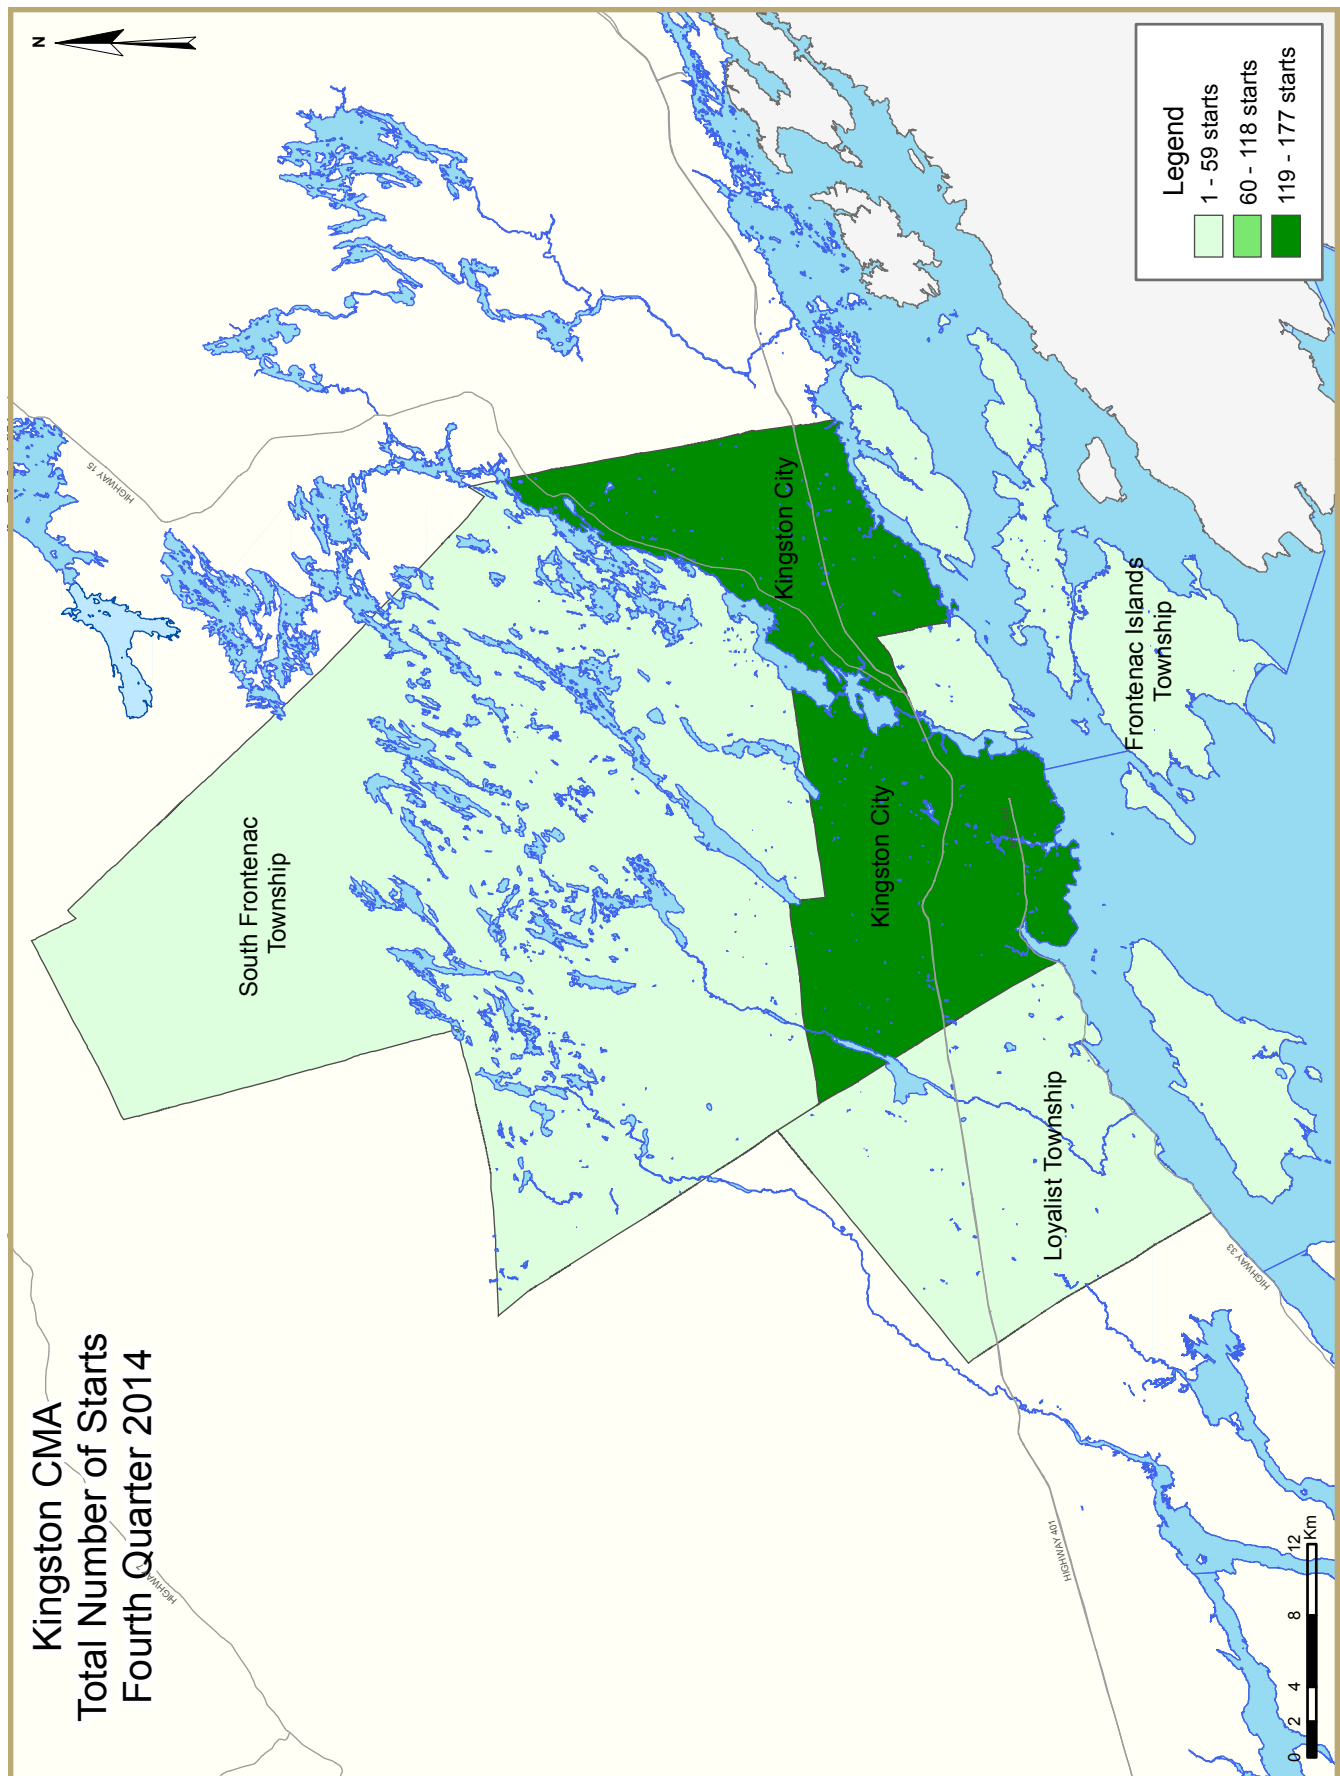 Kingston CMA
Total Number of Starts
Fourth Quarter 2014
N
HIGHWAY 15
HIGHWAY
South Frontenac
Township
Kingston City
Kingston City
Loyalist Township
Frontenac Islands
Township
HIGHWAY 401
HIGHWAY 33
Legend
1 - 59 starts
60 - 118 starts
119 - 177 starts
0 2 4 8 12
Km